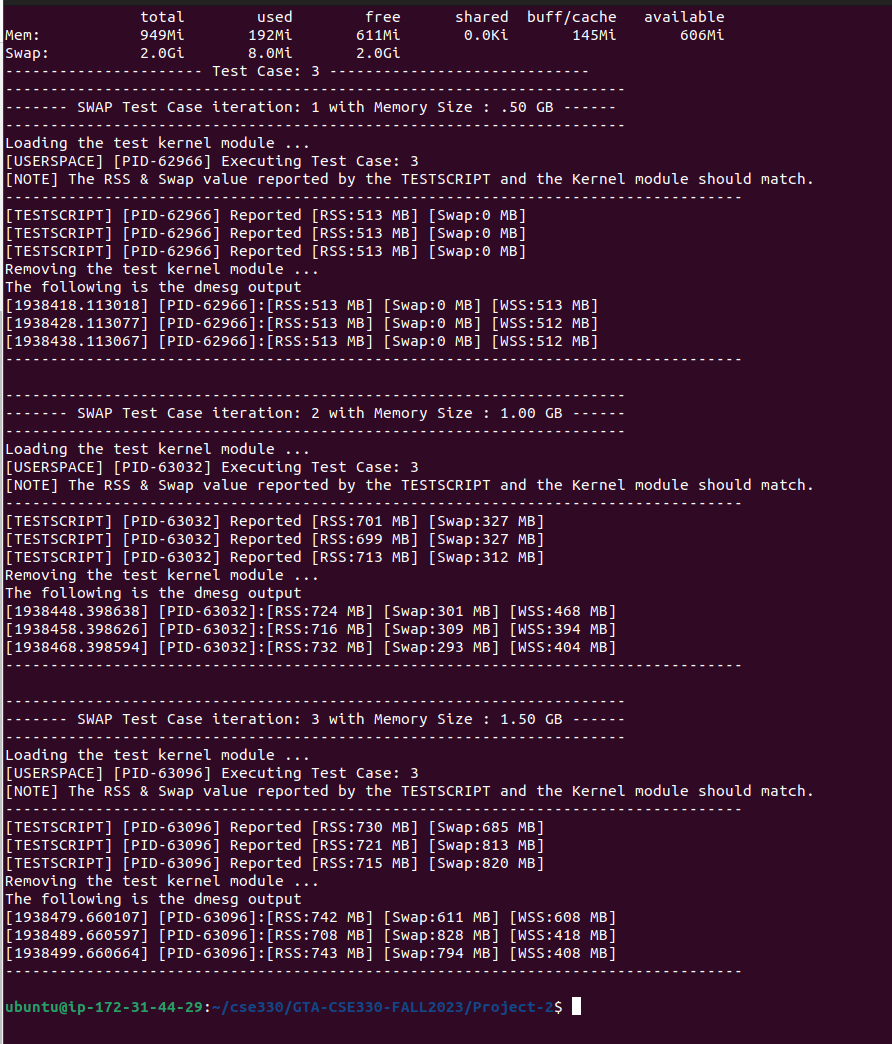 total used free shared buff/cache available
Mem: 949Mi 192Mi 611Mi 0.0Ki 145Mi 606Mi
Swap: 2.0Gi 8.0Mi 2.0Gi
---------------------- Test Case: 3 -----------------------------
---------------------------------------------------------------------
------- SWAP Test Case iteration: 1 with Memory Size : .50 GB ------
---------------------------------------------------------------------
Loading the test kernel module ...
[USERSPACE] [PID-62966] Executing Test Case: 3
[NOTE] The RSS & Swap value reported by the TESTSCRIPT and the Kernel module should match.
----------------------------------------------------------------------------------
[TESTSCRIPT] [PID-62966] Reported [RSS:513 MB] [Swap:0 MB]
[TESTSCRIPT] [PID-62966] Reported [RSS:513 MB] [Swap:0 MB]
[TESTSCRIPT] [PID-62966] Reported [RSS:513 MB] [Swap:0 MB]
Removing the test kernel module ...
The following is the dmesg output
[1938418.113018] [PID-62966]:[RSS:513 MB] [Swap:0 MB] [WSS:513 MB]
[1938428.113077] [PID-62966]:[RSS:513 MB] [Swap:0 MB] [WSS:512 MB]
[1938438.113067] [PID-62966]:[RSS:513 MB] [Swap:0 MB] [WSS:512 MB]
----------------------------------------------------------------------------------
---------------------------------------------------------------------
------- SWAP Test Case iteration: 2 with Memory Size : 1.00 GB ------
---------------------------------------------------------------------
Loading the test kernel module ...
[USERSPACE] [PID-63032] Executing Test Case: 3
[NOTE] The RSS & Swap value reported by the TESTSCRIPT and the Kernel module should match.
----------------------------------------------------------------------------------
[TESTSCRIPT] [PID-63032] Reported [RSS:701 MB] [Swap:327 MB]
[TESTSCRIPT] [PID-63032] Reported [RSS:699 MB] [Swap:327 MB]
[TESTSCRIPT] [PID-63032] Reported [RSS:713 MB] [Swap:312 MB]
Removing the test kernel module ...
The following is the dmesg output
[1938448.398638] [PID-63032]:[RSS:724 MB] [Swap:301 MB] [WSS:468 MB]
[1938458.398626] [PID-63032]:[RSS:716 MB] [Swap:309 MB] [WSS:394 MB]
[1938468.398594] [PID-63032]:[RSS:732 MB] [Swap:293 MB] [WSS:404 MB]
----------------------------------------------------------------------------------
---------------------------------------------------------------------
------- SWAP Test Case iteration: 3 with Memory Size : 1.50 GB ------
---------------------------------------------------------------------
Loading the test kernel module ...
[USERSPACE] [PID-63096] Executing Test Case: 3
[NOTE] The RSS & Swap value reported by the TESTSCRIPT and the Kernel module should match.
----------------------------------------------------------------------------------
[TESTSCRIPT] [PID-63096] Reported [RSS:730 MB] [Swap:685 MB]
[TESTSCRIPT] [PID-63096] Reported [RSS:721 MB] [Swap:813 MB]
[TESTSCRIPT] [PID-63096] Reported [RSS:715 MB] [Swap:820 MB]
Removing the test kernel module ...
The following is the dmesg output
[1938479.660107] [PID-63096]:[RSS:742 MB] [Swap:611 MB] [WSS:608 MB]
[1938489.660597] [PID-63096]:[RSS:708 MB] [Swap:828 MB] [WSS:418 MB]
[1938499.660664] [PID-63096]:[RSS:743 MB] [Swap:794 MB] [WSS:408 MB]
----------------------------------------------------------------------------------
ubuntu@ip-172-31-44-29:~/cse330/GTA-CSE330-FALL2023/Project-2$